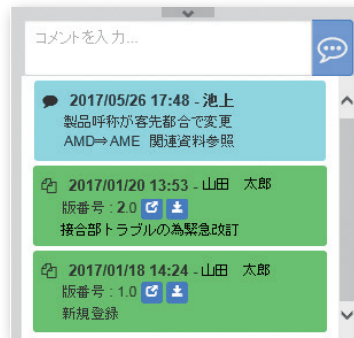 コメントを入力...
2017/05/26 17:48 - 池上
製品呼称が客先都合で変更
AMD⇒AME 関連資料参照
2017/01/20 13:53 - 山田 太郎
版番号 : 2.0
接合部トラブルの為緊急改訂
2017/01/18 14:24 - 山田 太郎
版番号 : 1.0
新規登録